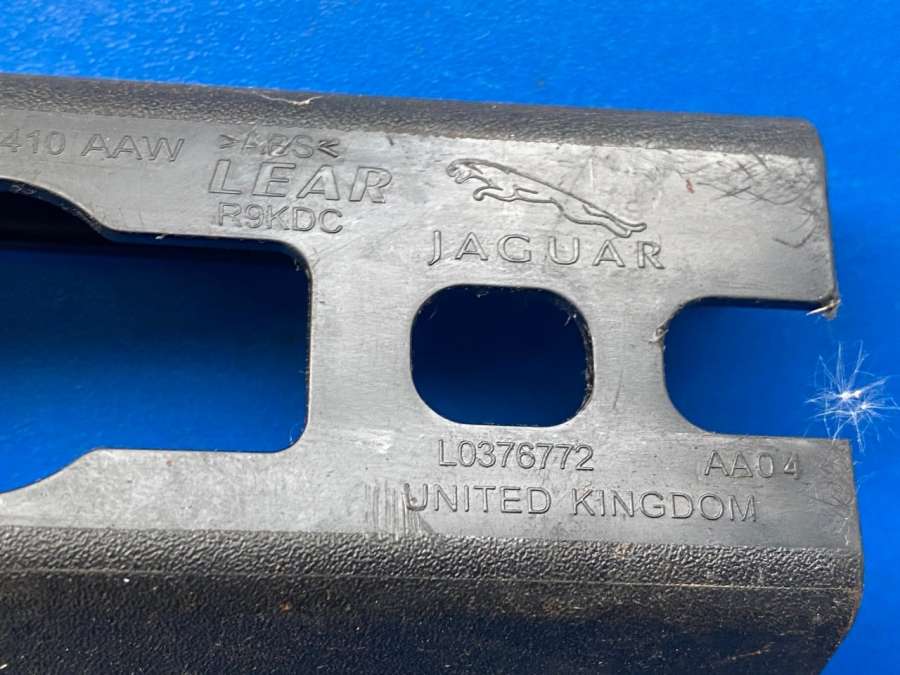 410 AAW
>ABS<
LEAR
R9KDC
JAGUAR
L0376772
AA04
UNITED KINGDOM